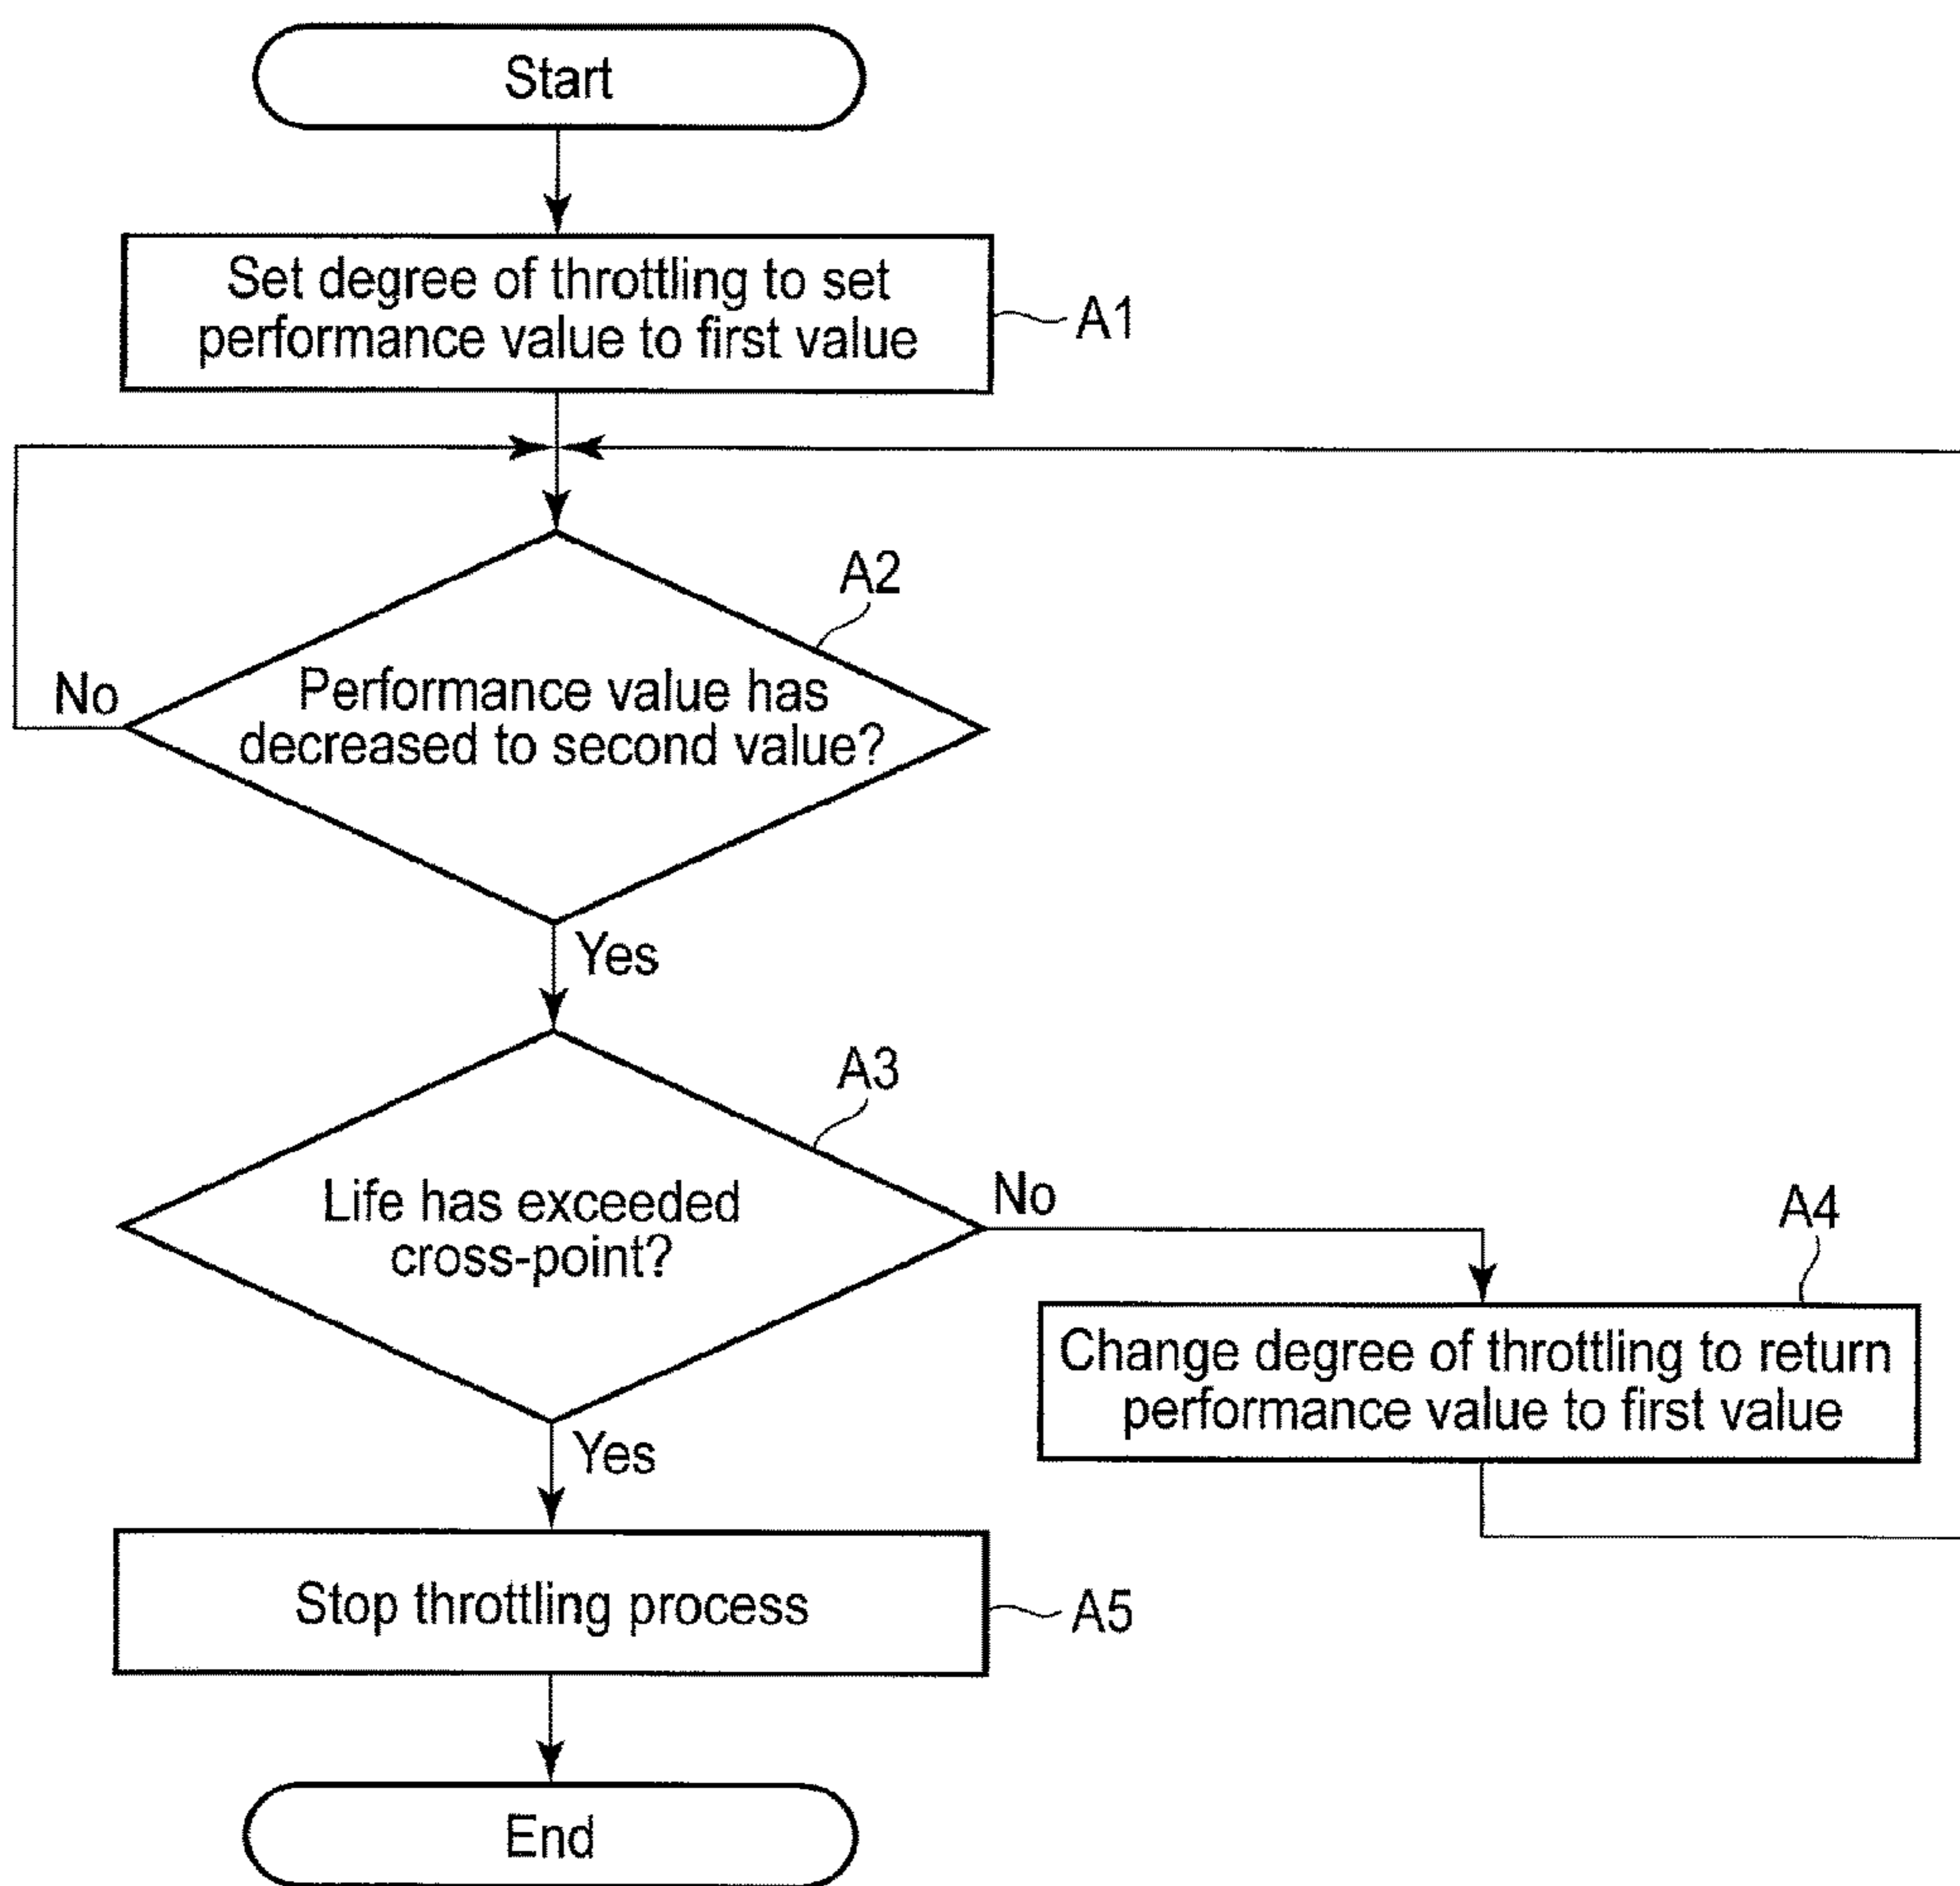 Start
Set degree of throttling to set
performance value to first value
A1
A2
Performance value has
decreased to second value?
No
Yes
A3
Life has exceeded
cross-point?
No
A4
Change degree of throttling to return
performance value to first value
Yes
Stop throttling process
A5
End